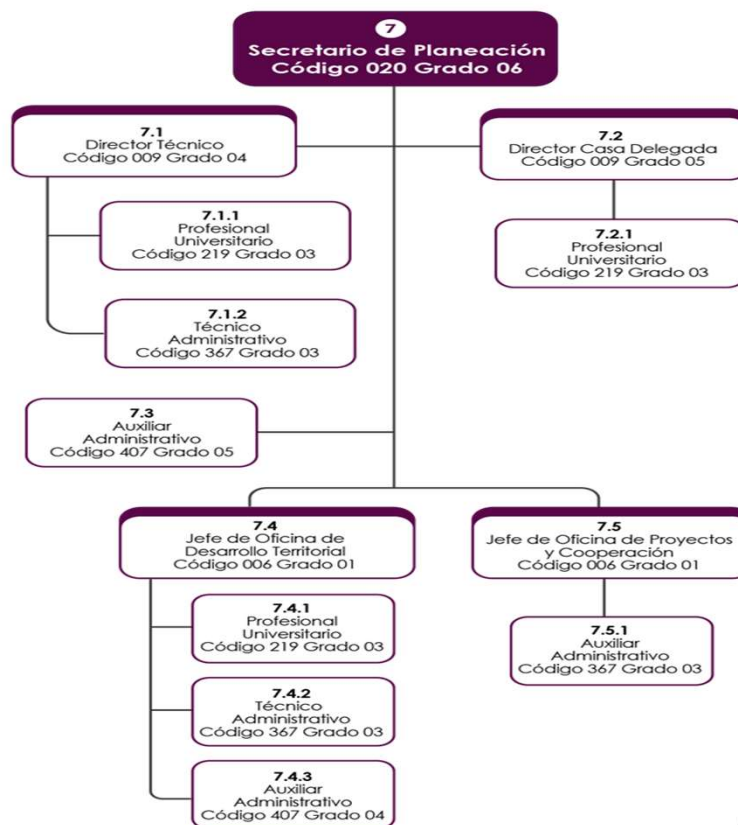 7
Secretario de Planeación
Código 020 Grado 06
7.1
Director Técnico
Código 009 Grado 04
7.2
Director Casa Delegada
Código 009 Grado 05
7.1.1
Profesional
Universitario
Código 219 Grado 03
7.2.1
Profesional
Universitario
Código 219 Grado 03
7.1.2
Técnico
Administrativo
Código 367 Grado 03
7.3
Auxiliar
Administrativo
Código 407 Grado 05
7.4
Jefe de Oficina de
Desarrollo Territorial
Código 006 Grado 01
7.5
Jefe de Oficina de Proyectos
y Cooperación
Código 006 Grado 01
7.4.1
Profesional
Universitario
Código 219 Grado 03
7.5.1
Auxiliar
Administrativo
Código 367 Grado 03
7.4.2
Técnico
Administrativo
Código 367 Grado 03
7.4.3
Auxiliar
Administrativo
Código 407 Grado 04